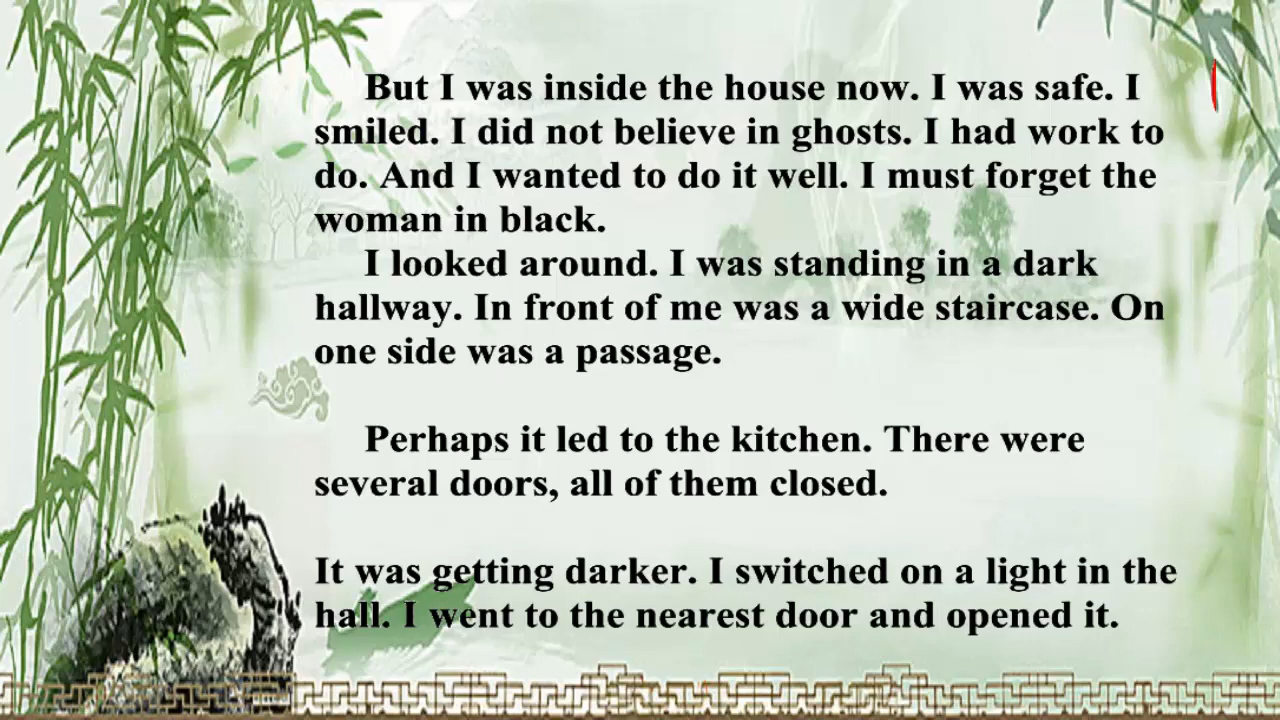 But I was inside the house now. I was safe. I
smiled. I did not believe in ghosts. I had work to
do. And I wanted to do it well. I must forget the
woman in black.
I looked around. I was standing in a dark
hallway. In front of me was a wide staircase. On
one side was a passage.
Perhaps it led to the kitchen. There were
several doors, all of them closed.
It was getting darker. I switched on a light in the
hall. I went to the nearest door and opened it.